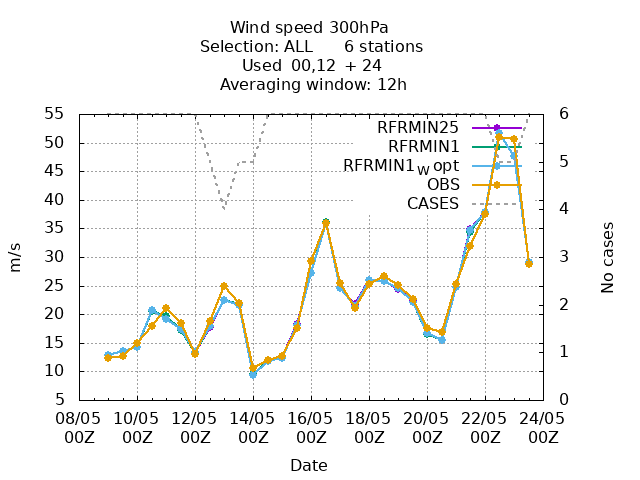 Wind speed 300hPa
Selection: ALL 6 stations
Used 00,12 + 24
Averaging window: 12h
55
50
45
40
35
30
25
20
15
10
5
m/s
6
5
4
3
2
1
0
No cases
RFRMIN25
RFRMIN1
RFRMIN1w opt
OBS
CASES
08/05 10/05 12/05 14/05 16/05 18/05 20/05 22/05 24/05
00Z 00Z 00Z 00Z 00Z 00Z 00Z 00Z 00Z
Date